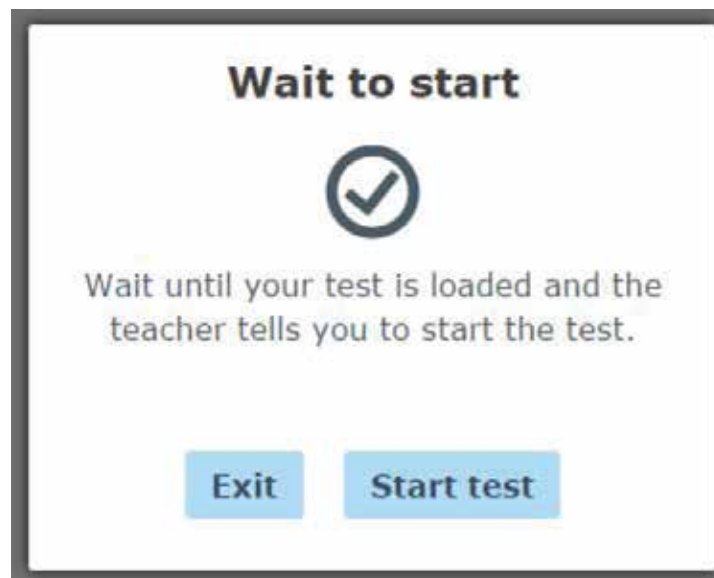 Wait to start
Wait until your test is loaded and the
teacher tells you to start the test.
Exit
Start test